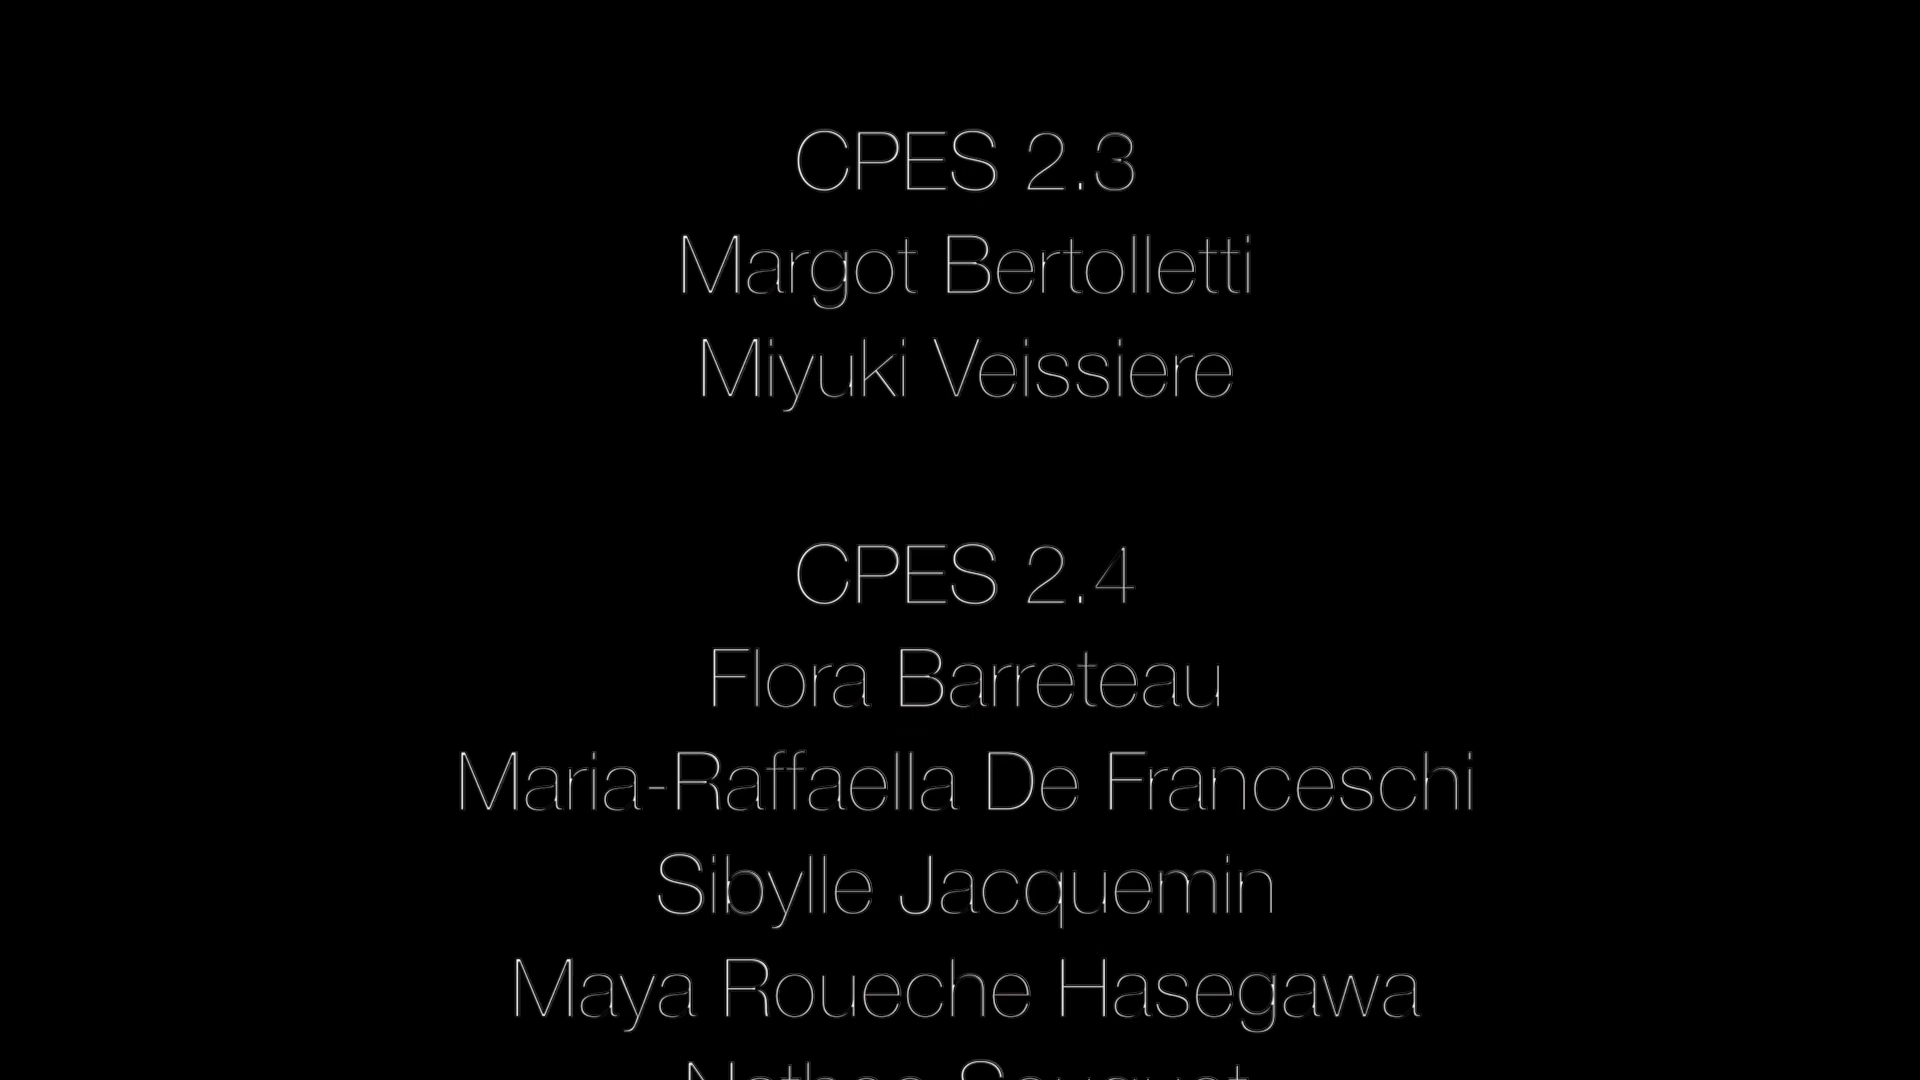 CPES 2.3
Margot Bertolletti
Miyuki Veissiere
CPES 2.4
Flora Barreteau
Maria-Raffaella De Franceschi
Sibylle Jacquemin
Maya Roueche Hasegawa